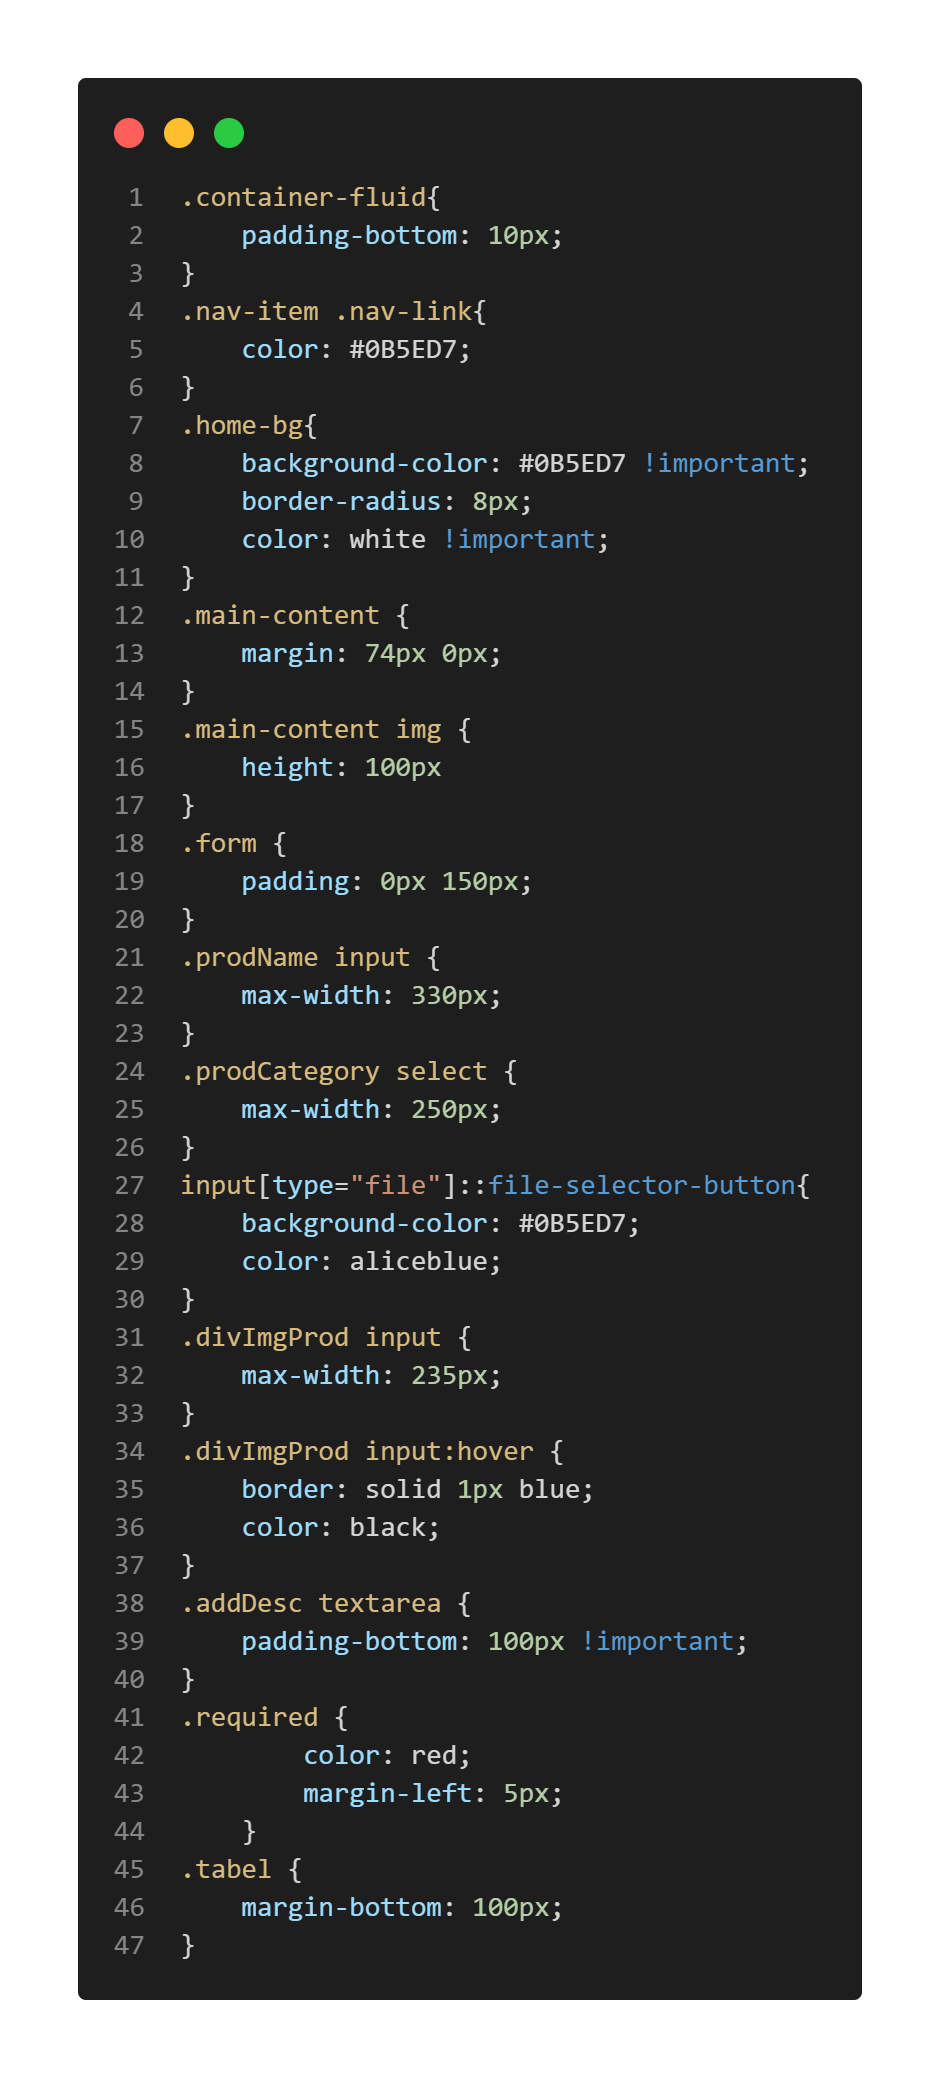 1 .container-fluid{
2     padding-bottom: 10px;
3 }
4 .nav-item .nav-link{
5     color: #0B5ED7;
6 }
7 .home-bg{
8     background-color: #0B5ED7 !important;
9     border-radius: 8px;
10     color: white !important;
11 }
12 .main-content {
13     margin: 74px 0px;
14 }
15 .main-content img {
16     height: 100px
17 }
18 .form {
19     padding: 0px 150px;
20 }
21 .prodName input {
22     max-width: 330px;
23 }
24 .prodCategory select {
25     max-width: 250px;
26 }
27 input[type="file"]::file-selector-button{
28     background-color: #0B5ED7;
29     color: aliceblue;
30 }
31 .divImgProd input {
32     max-width: 235px;
33 }
34 .divImgProd input:hover {
35     border: solid 1px blue;
36     color: black;
37 }
38 .addDesc textarea {
39     padding-bottom: 100px !important;
40 }
41 .required {
42         color: red;
43         margin-left: 5px;
44     }
45 .tabel {
46     margin-bottom: 100px;
47 }